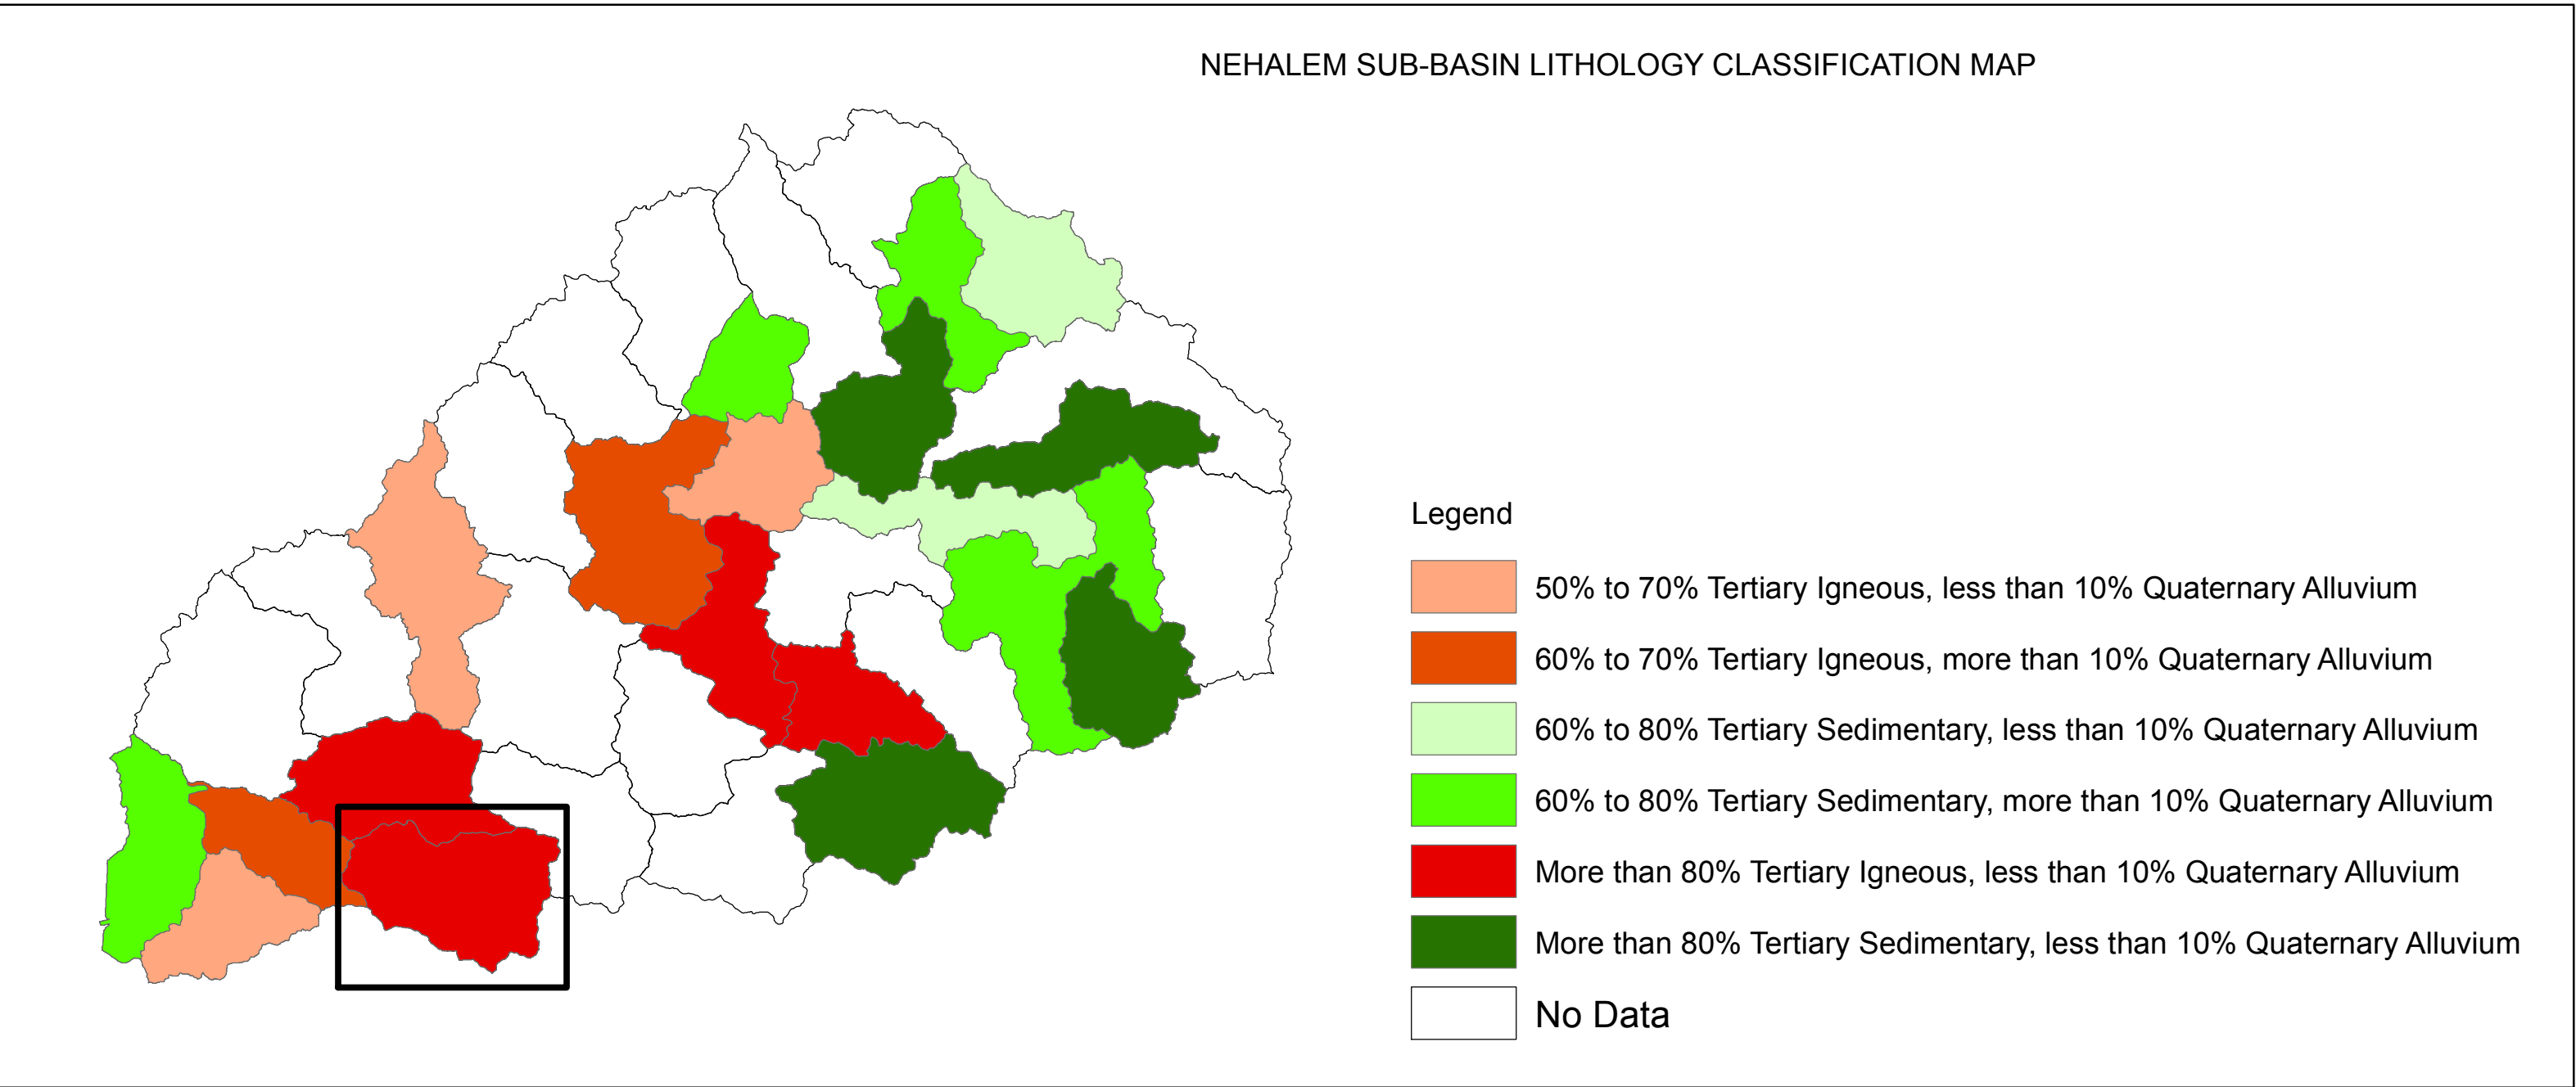 NEHALEM SUB-BASIN LITHOLOGY CLASSIFICATION MAP
Legend
50% to 70% Tertiary Igneous, less than 10% Quaternary Alluvium
60% to 70% Tertiary Igneous, more than 10% Quaternary Alluvium
60% to 80% Tertiary Sedimentary, less than 10% Quaternary Alluvium
60% to 80% Tertiary Sedimentary, more than 10% Quaternary Alluvium
More than 80% Tertiary Igneous, less than 10% Quaternary Alluvium
More than 80% Tertiary Sedimentary, less than 10% Quaternary Alluvium
No Data